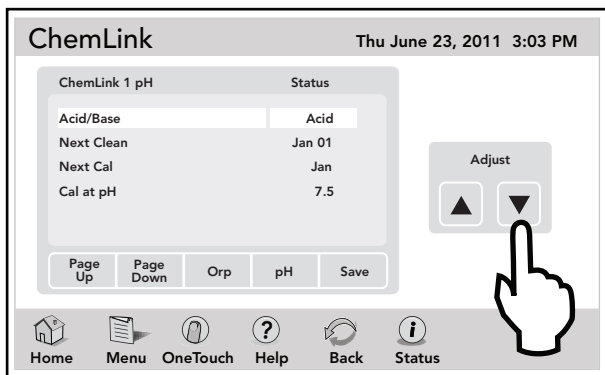 ChemLink Thu June 23, 2011 3:03 PM
ChemLink 1 pH Status
Acid/Base Acid
Next Clean Jan 01
Next Cal Jan
Cal at pH 7.5
Adjust
Page Up Page Down Orp pH Save
Home Menu OneTouch Help Back Status